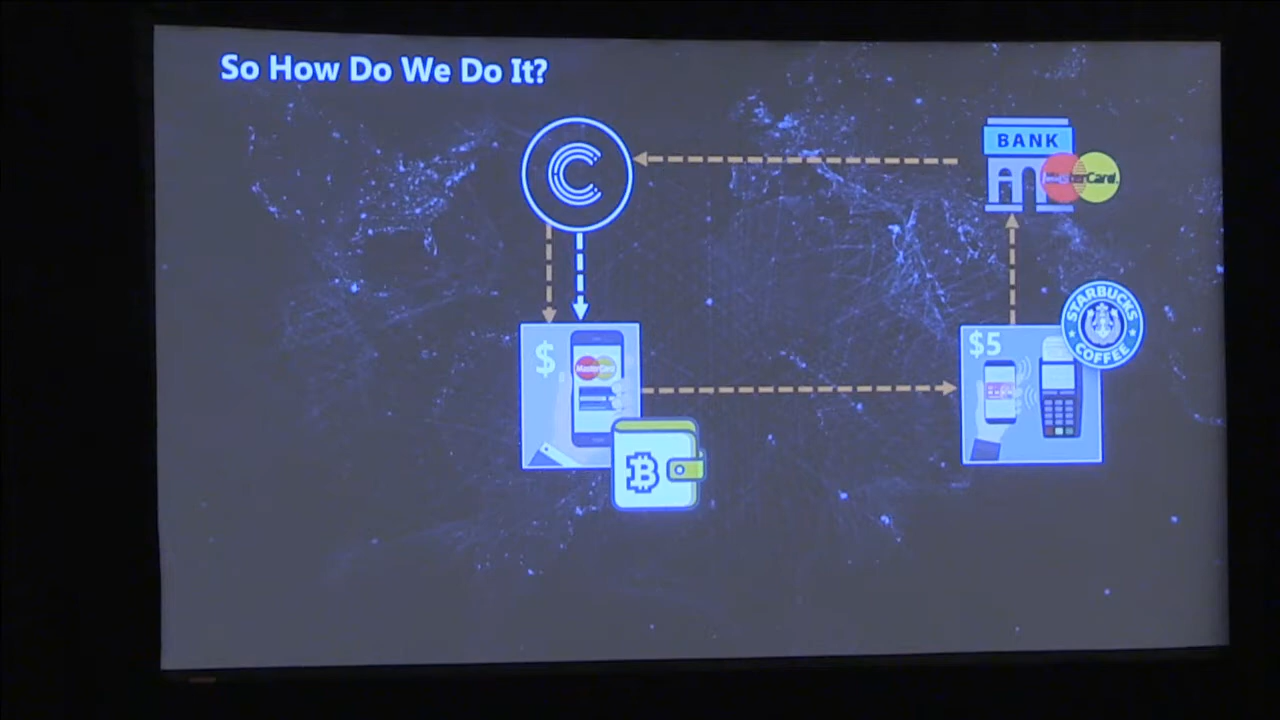 So How Do We Do It?
BANK
MasterCard.
STARBUCKS
COFFEE
$5
$
MasterCard